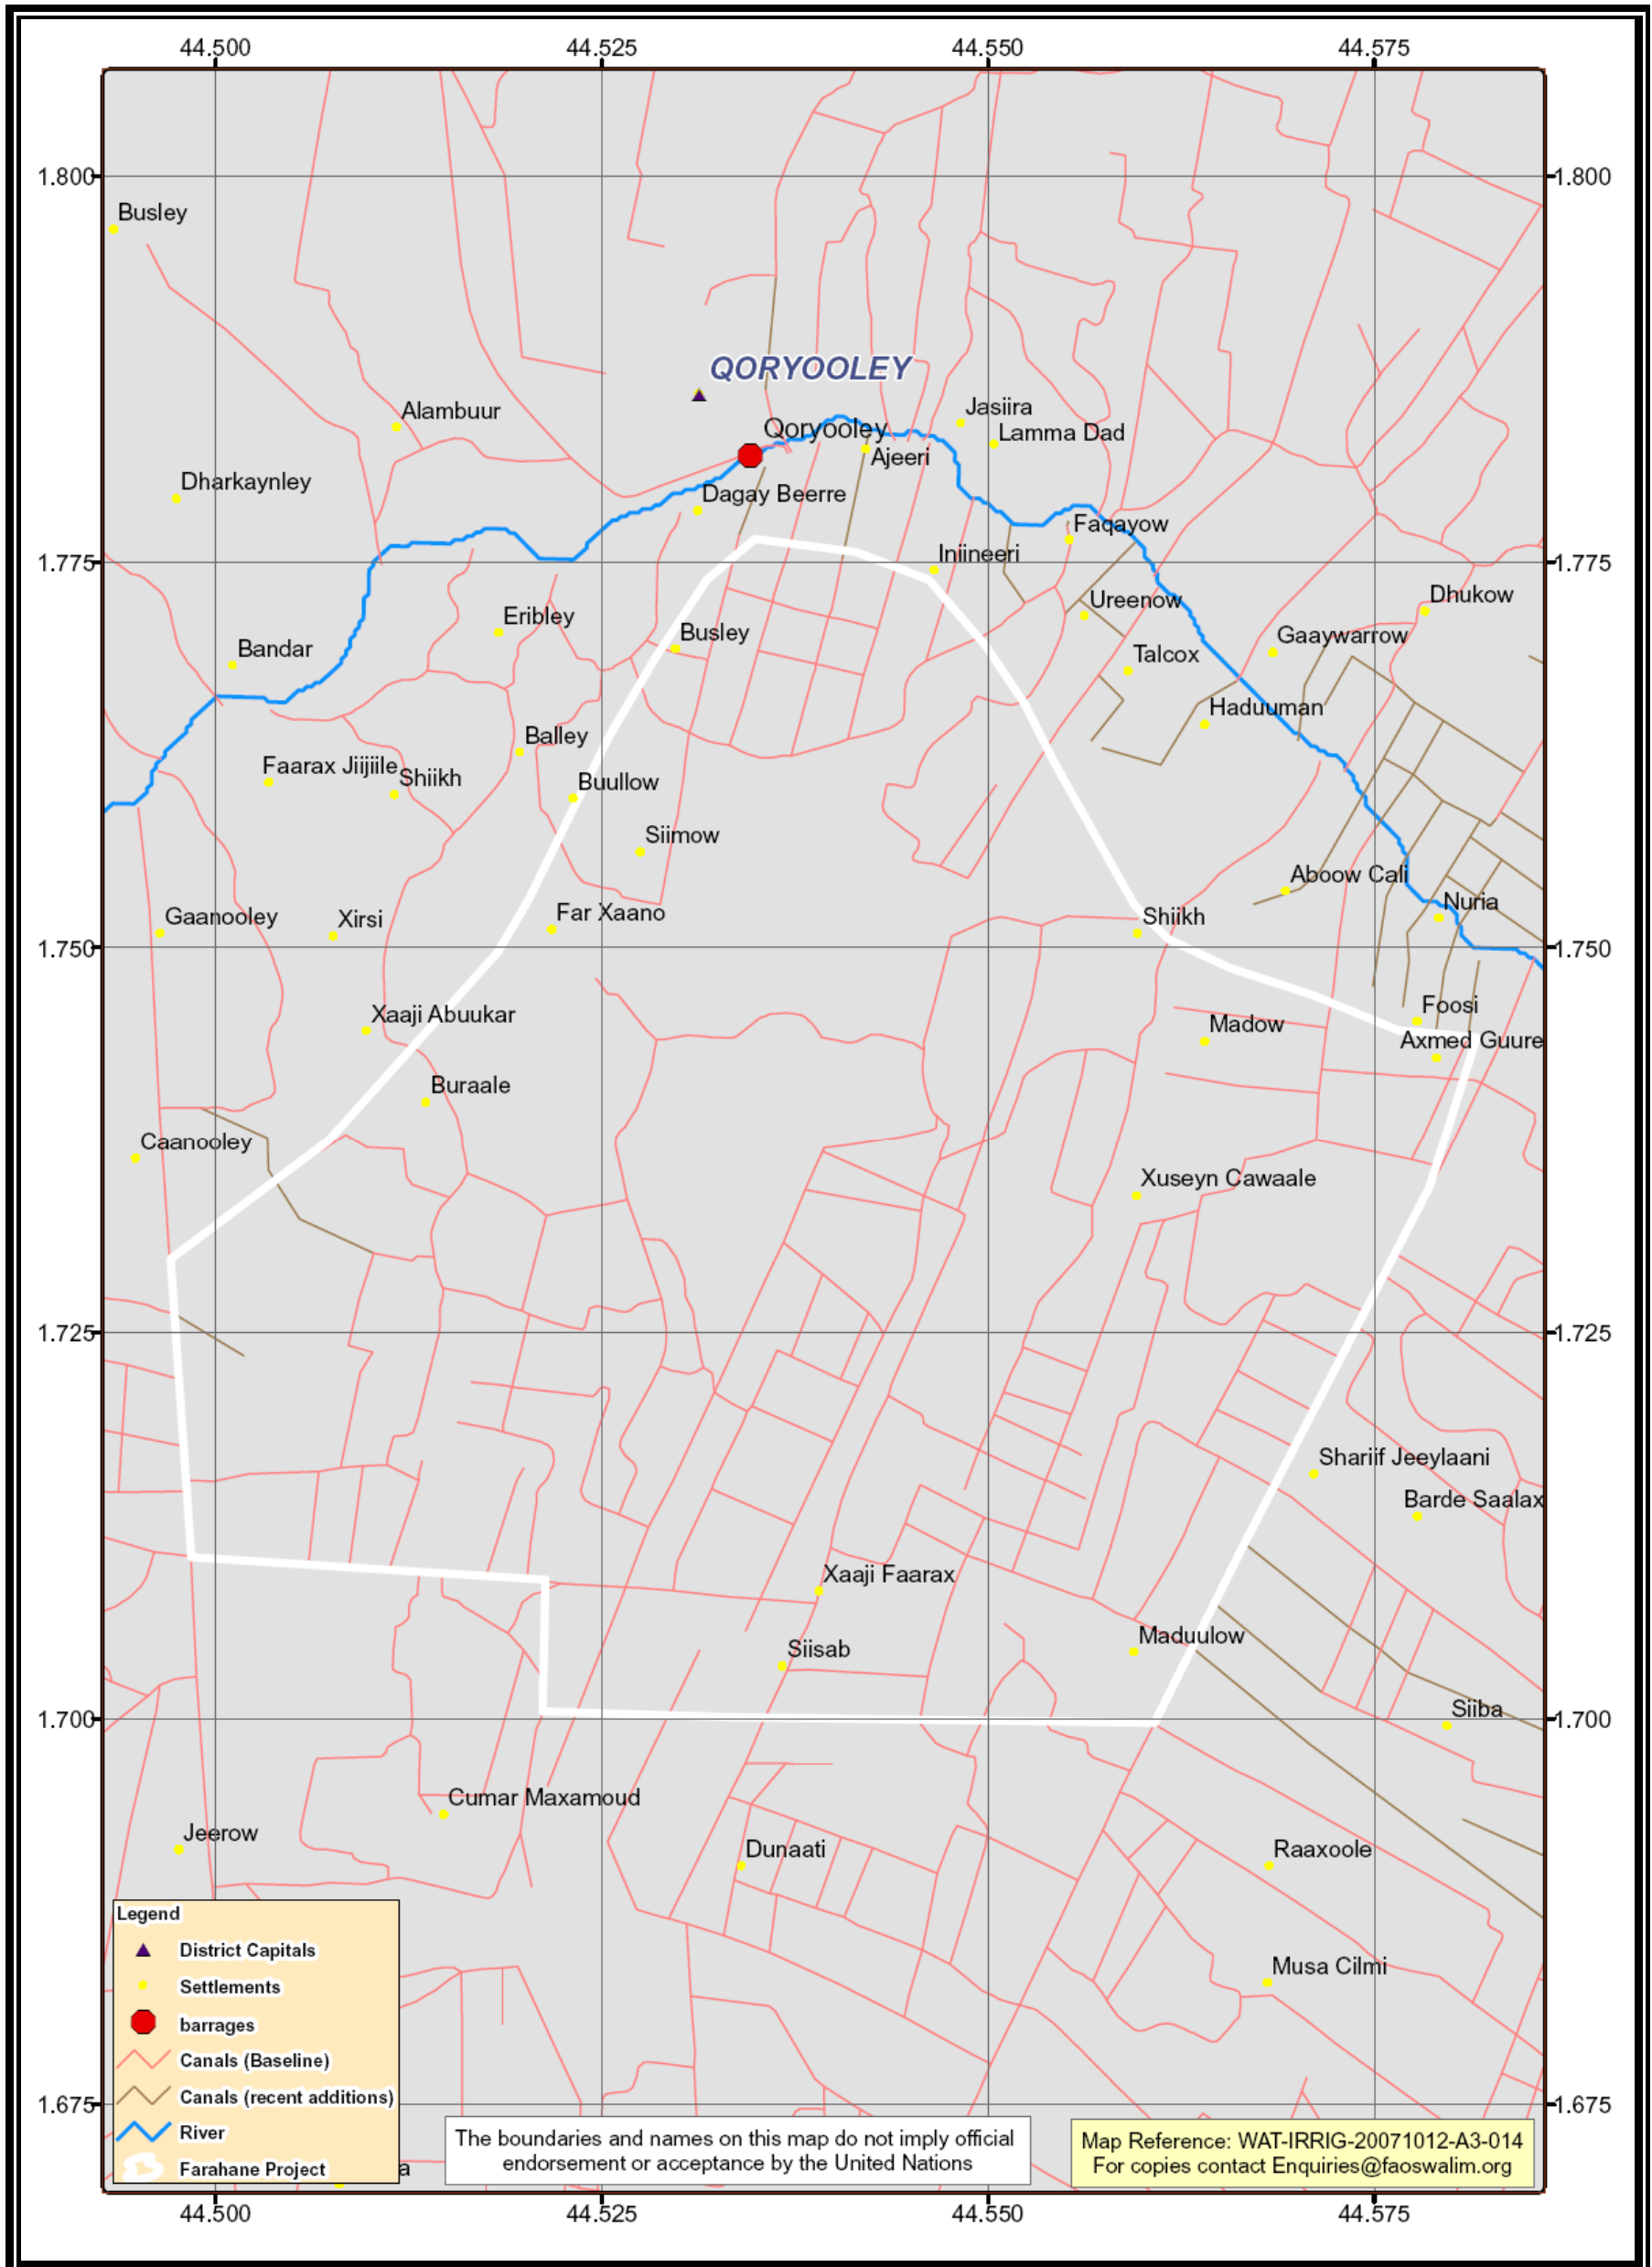 44.500 44.525 44.550 44.575
1.800 1.800
Busley
QORYOOLEY
Alambuur
Jasiira
Qoryooley
Lamma Dad
Ajeeri
Dharkaynley
Dagay Beerre
Faqayow
Iniineeri
1.775 1.775
Dhukow
Ureenow
Eribley
Busley
Gaaywarrow
Bandar
Talcox
Haduuman
Balley
Faarax Jiijiile
Shiikh
Buullow
Siimow
Aboow Cali
Nuria
Gaanooley
Xirsi
Far Xaano
Shiikh
1.750 1.750
Foosi
Xaaji Abuukar
Madow
Axmed Guure
Buraale
Caanooley
Xuseyn Cawaale
1.725 1.725
Shariif Jeeylaani
Barde Saalax
Xaaji Faarax
Siisab
Maduulow
1.700 1.700
Siiba
Cumar Maxamoud
Jeerow
Dunaati
Raaxoole
Musa Cilmi
Legend
District Capitals
Settlements
barrages
Canals (Baseline)
Canals (recent additions)
River
Farahane Project
a
1.675 1.675
The boundaries and names on this map do not imply official
endorsement or acceptance by the United Nations
Map Reference: WAT-IRRIG-20071012-A3-014
For copies contact Enquiries@faoswalim.org
44.500 44.525 44.550 44.575